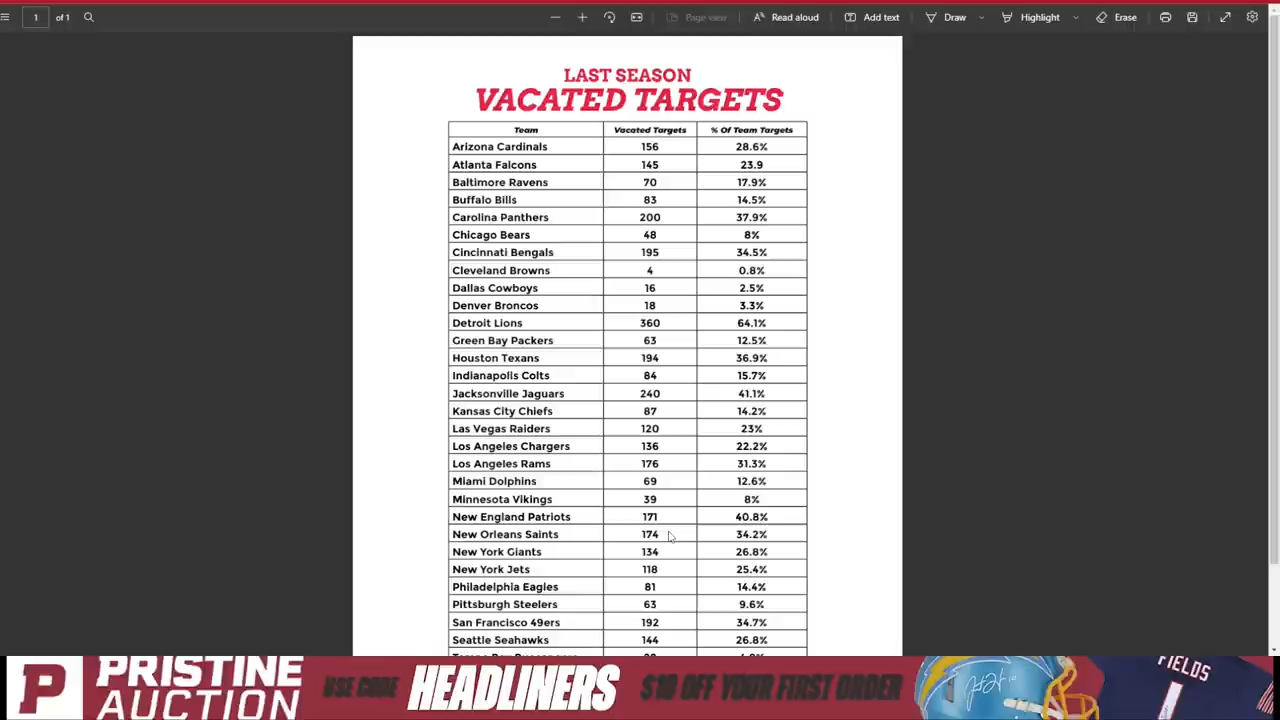 1 of 1 Page view Read aloud Add text Draw Highlight Erase
LAST SEASON
VACATED TARGETS
Team Vacated Targets % Of Team Targets
Arizona Cardinals 156 28.6%
Atlanta Falcons 145 23.9
Baltimore Ravens 70 17.9%
Buffalo Bills 83 14.5%
Carolina Panthers 200 37.9%
Chicago Bears 48 8%
Cincinnati Bengals 195 34.5%
Cleveland Browns 4 0.8%
Dallas Cowboys 16 2.5%
Denver Broncos 18 3.3%
Detroit Lions 360 64.1%
Green Bay Packers 63 12.5%
Houston Texans 194 36.9%
Indianapolis Colts 84 15.7%
Jacksonville Jaguars 240 41.1%
Kansas City Chiefs 87 14.2%
Las Vegas Raiders 120 23%
Los Angeles Chargers 136 22.2%
Los Angeles Rams 176 31.3%
Miami Dolphins 69 12.6%
Minnesota Vikings 39 8%
New England Patriots 171 40.8%
New Orleans Saints 174 34.2%
New York Giants 134 26.8%
New York Jets 118 25.4%
Philadelphia Eagles 81 14.4%
Pittsburgh Steelers 63 9.6%
San Francisco 49ers 192 34.7%
Seattle Seahawks 144 26.8%
P PRISTINE
AUCTION
USE CODE HEADLINERS $10 OFF YOUR FIRST ORDER
FIELDS